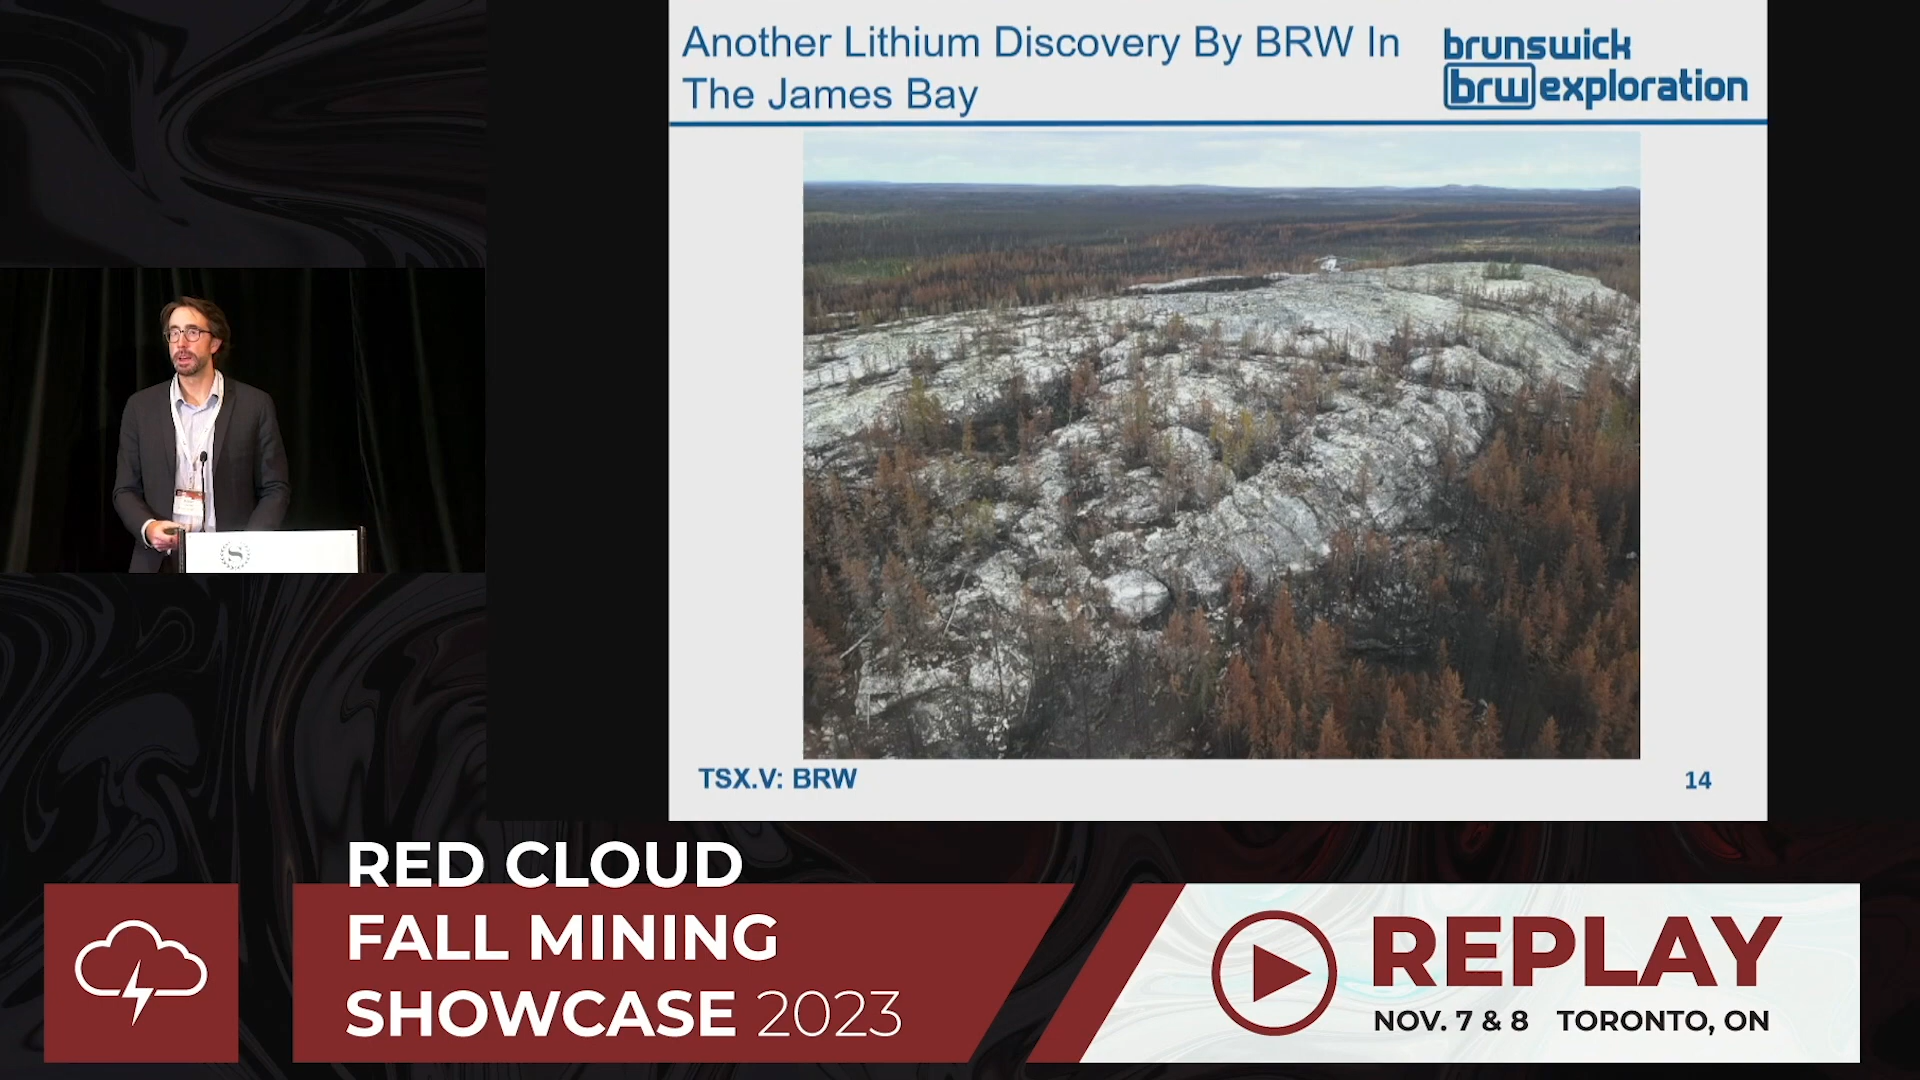 Another Lithium Discovery By BRW In
The James Bay
brunswick
brw exploration
TSX.V: BRW
14
S
RED CLOUD
FALL MINING
SHOWCASE 2023
REPLAY
NOV. 7 & 8 TORONTO, ON